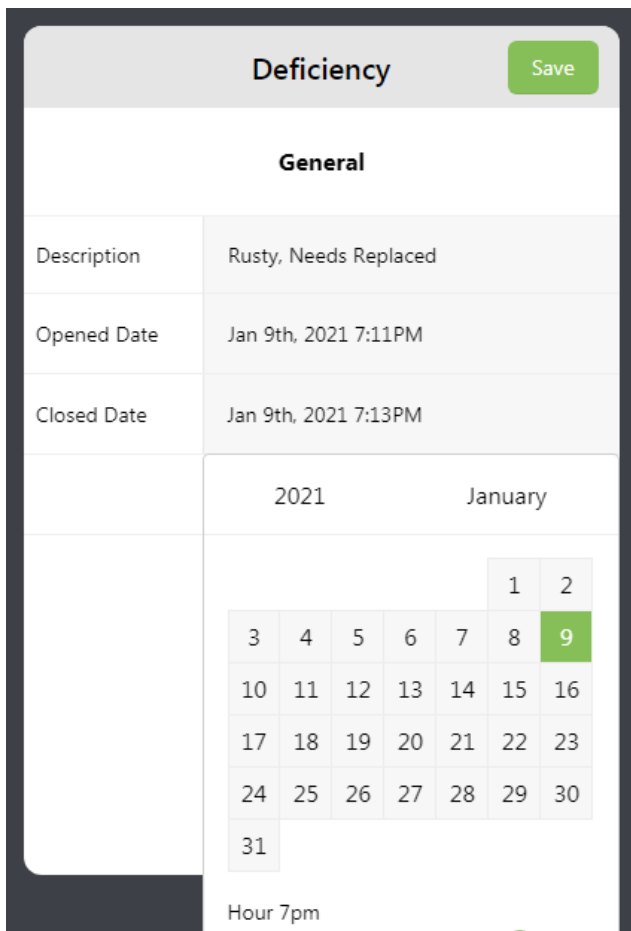 Deficiency Save
General
Description Rusty, Needs Replaced
Opened Date Jan 9th, 2021 7:11PM
Closed Date Jan 9th, 2021 7:13PM
2021 January
1 2
3 4 5 6 7 8 9
10 11 12 13 14 15 16
17 18 19 20 21 22 23
24 25 26 27 28 29 30
31
Hour 7pm